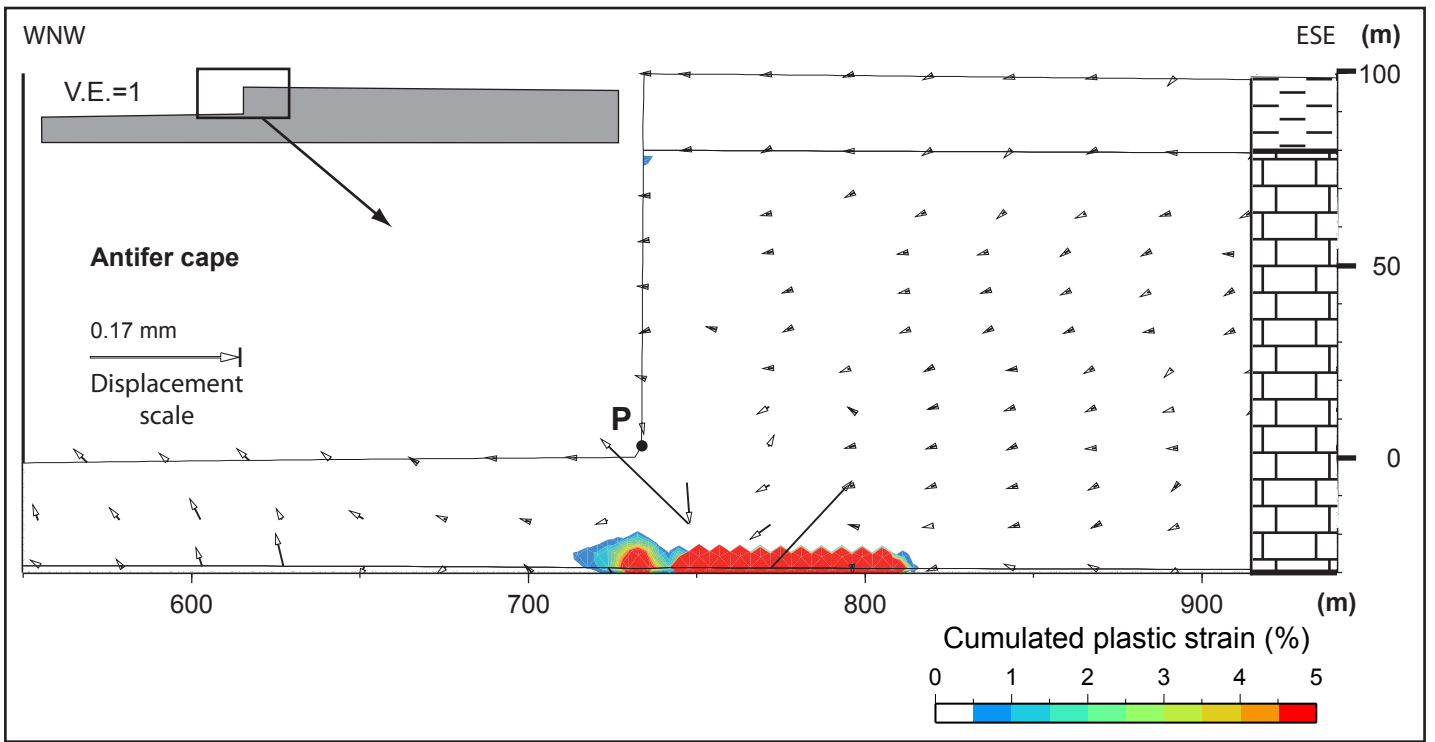 WNW
ESE (m)
V.E.=1
100
Antifer cape
50
0.17 mm
Displacement
scale
P
0
600 700 800 900 (m)
Cumulated plastic strain (%)
0 1 2 3 4 5